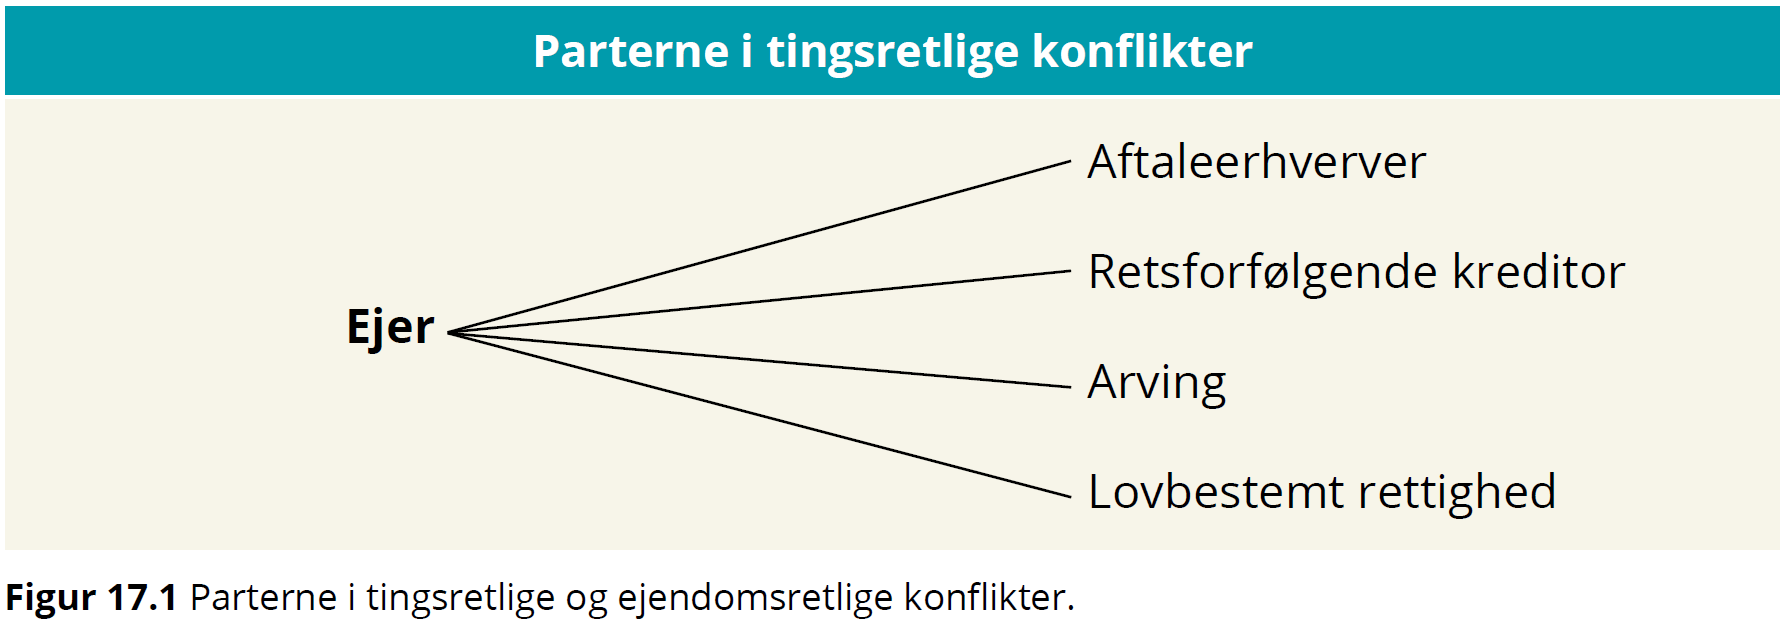 Parterne i tingsretlige konflikter
Aftaleerhverver
Retsforfølgende kreditor
Ejer
Arving
Lovbestemt rettighed
Figur 17.1 Parterne i tingsretlige og ejendomsretlige konflikter.